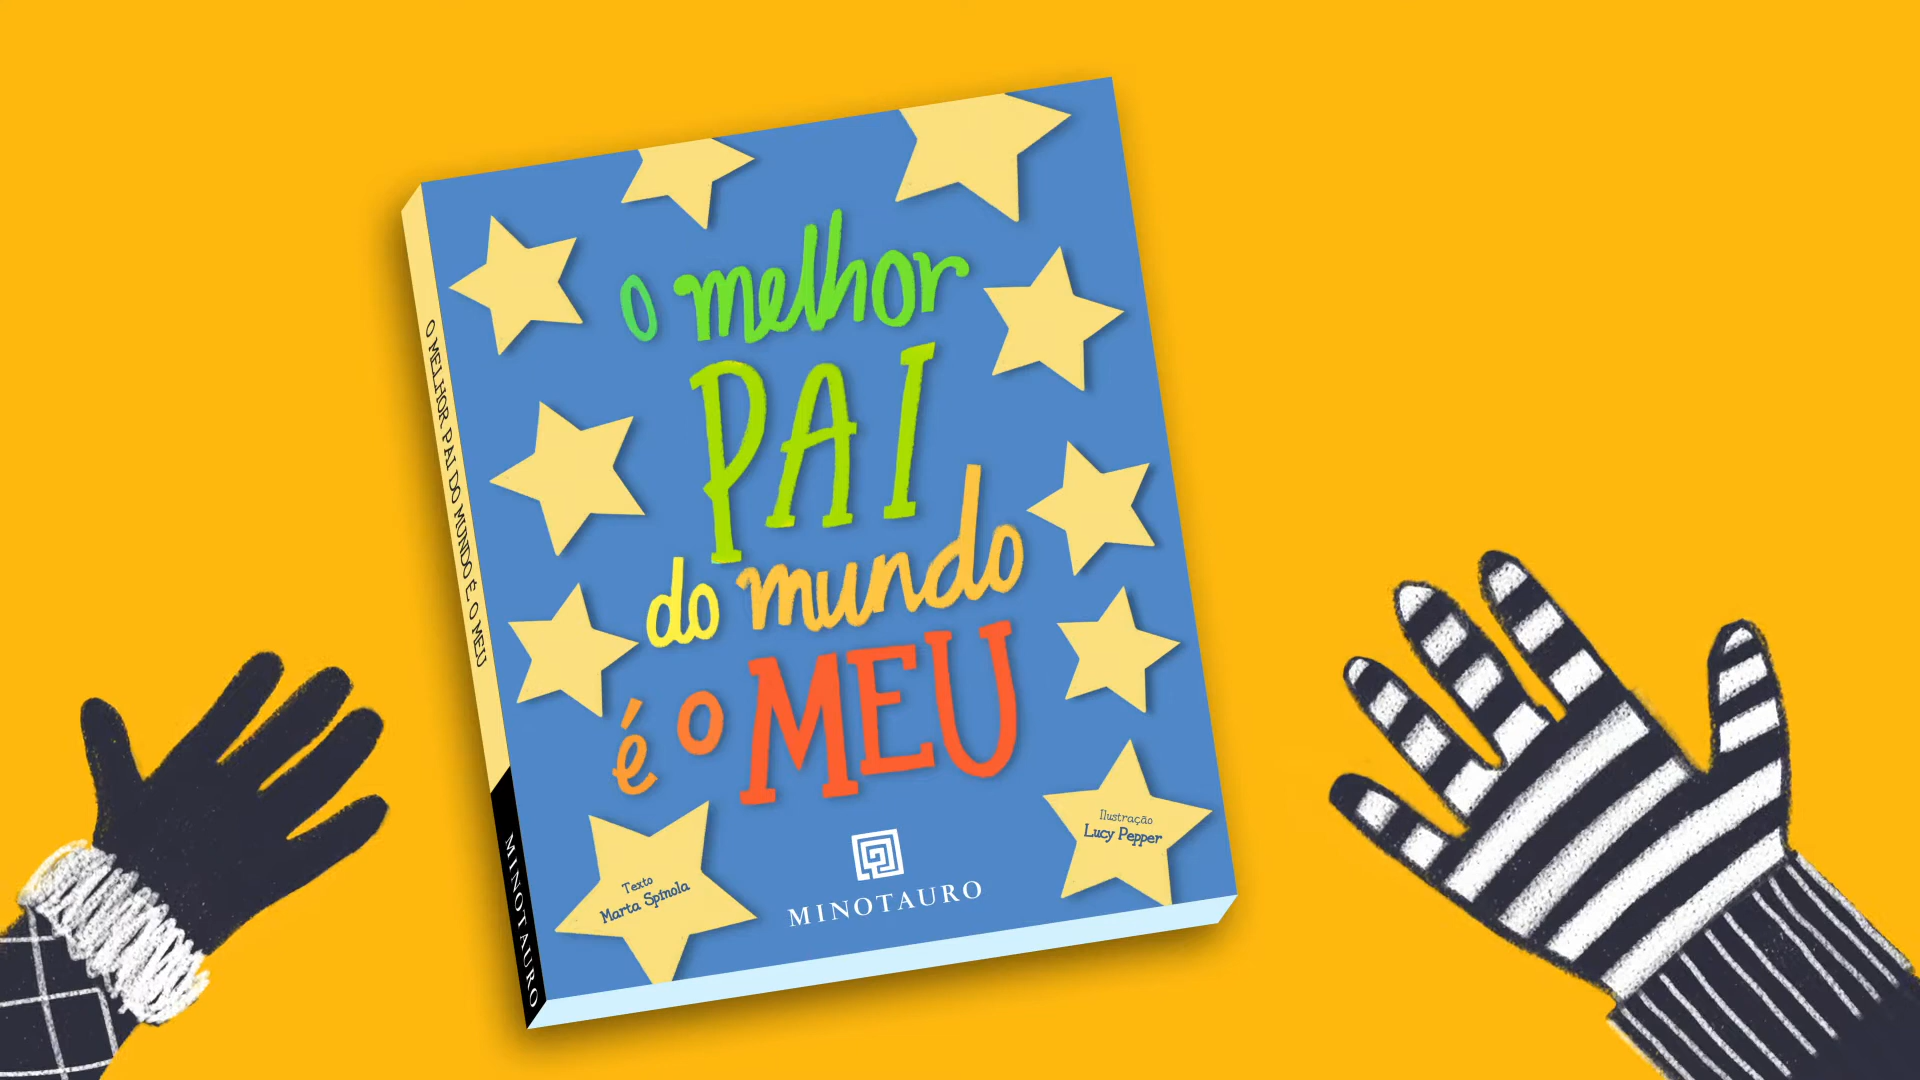 o melhor
PAI
do mundo
é o MEU
Texto
Marta Spínola
Ilustração
Lucy Pepper
MINOTAURO
O MELHOR PAI DO MUNDO É O MEU
MINOTAURO